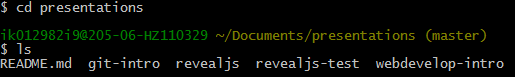 $ cd presentations
ik012982i9@205-06-HZ110329 ~/Documents/presentations (master)
$ ls
README.md  git-intro  revealjs  revealjs-test  webdevelop-intro